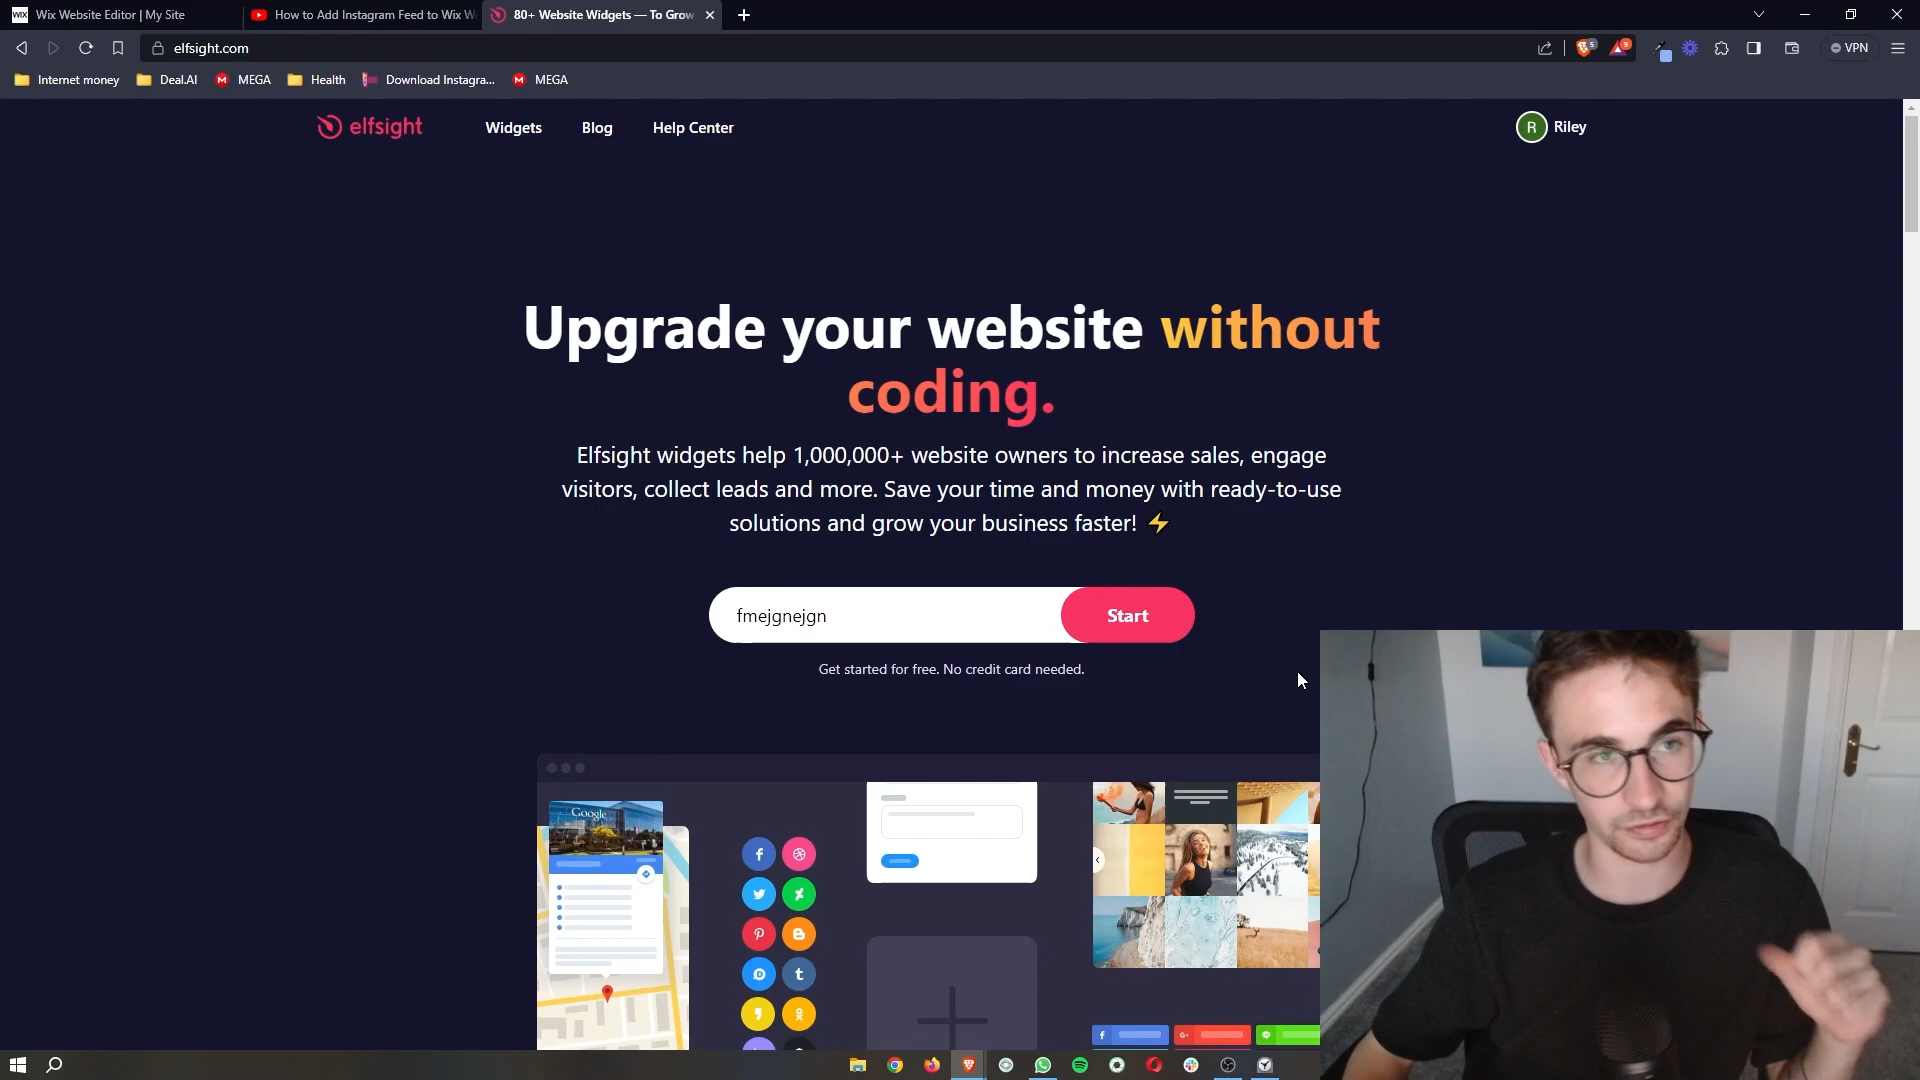 WIX Wix Website Editor | My Site
How to Add Instagram Feed to Wix W
80+ Website Widgets — To Grow
elfsight.com
VPN
Internet money
Deal.AI
MEGA
Health
Download Instagra...
MEGA
elfsight
Widgets
Blog
Help Center
R
Riley
Upgrade your website without
coding.
Elfsight widgets help 1,000,000+ website owners to increase sales, engage
visitors, collect leads and more. Save your time and money with ready-to-use
solutions and grow your business faster! ⚡
fmejgnejgn
Start
Get started for free. No credit card needed.
Google